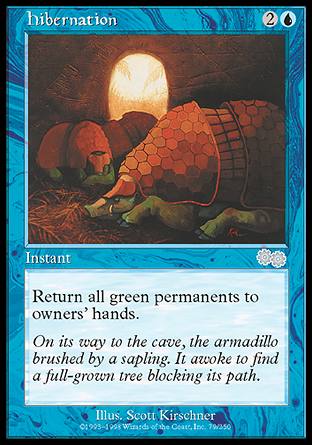 Hibernation 2
Instant
Return all green permanents to
owners' hands.
On its way to the cave, the armadillo
brushed by a sapling. It awoke to find
a full-grown tree blocking its path.
Illus. Scott Kirschner
©1993-1998 Wizards of the Coast, Inc. 79/350